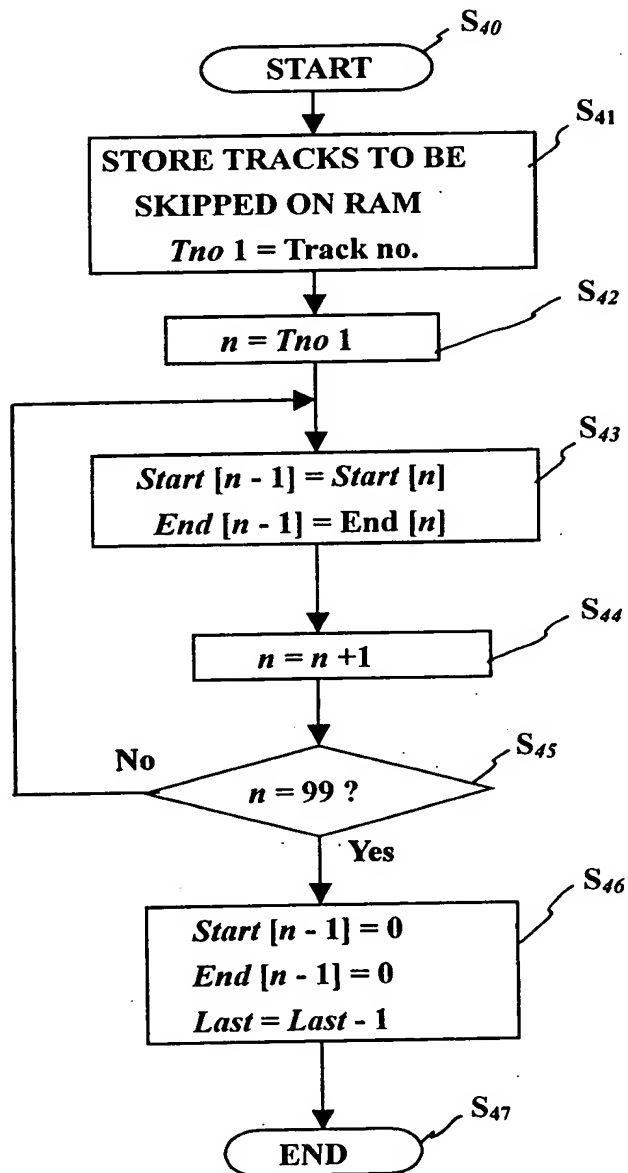 S40
START
S41
STORE TRACKS TO BE
SKIPPED ON RAM
Tno 1 = Track no.
S42
n = Tno 1
S43
Start [n - 1] = Start [n]
End [n - 1] = End [n]
S44
n = n +1
S45
No
n = 99 ?
Yes
S46
Start [n - 1] = 0
End [n - 1] = 0
Last = Last - 1
S47
END